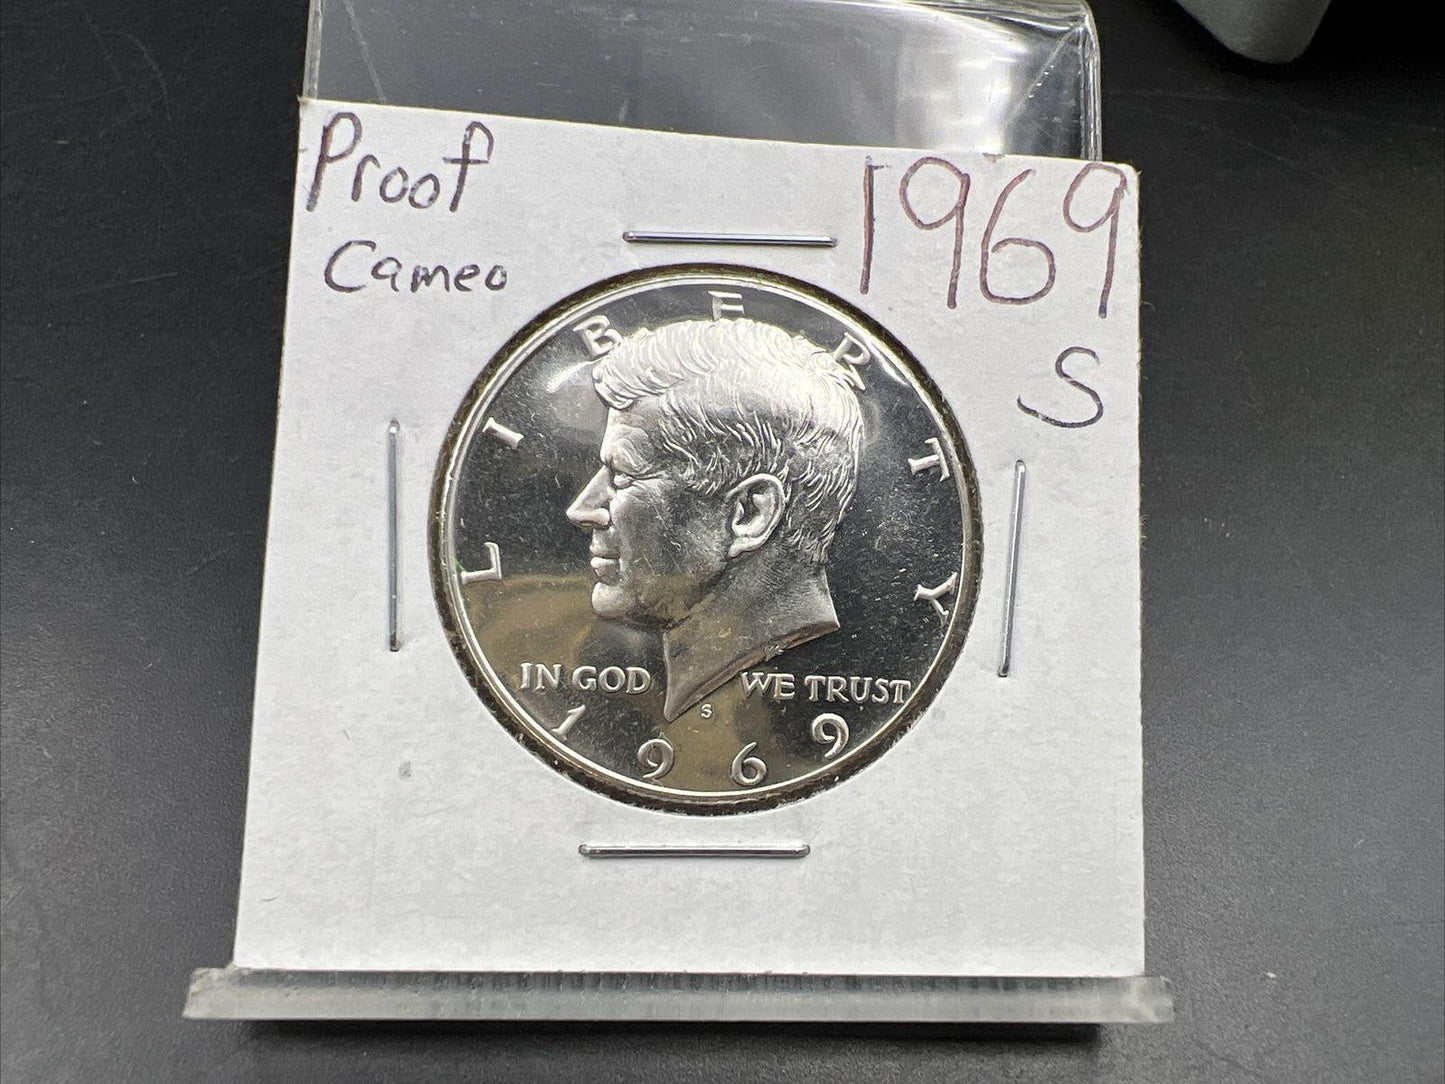 Proof
Cameo
1969
S
LIBERTY
IN GOD WE TRUST
S
1969